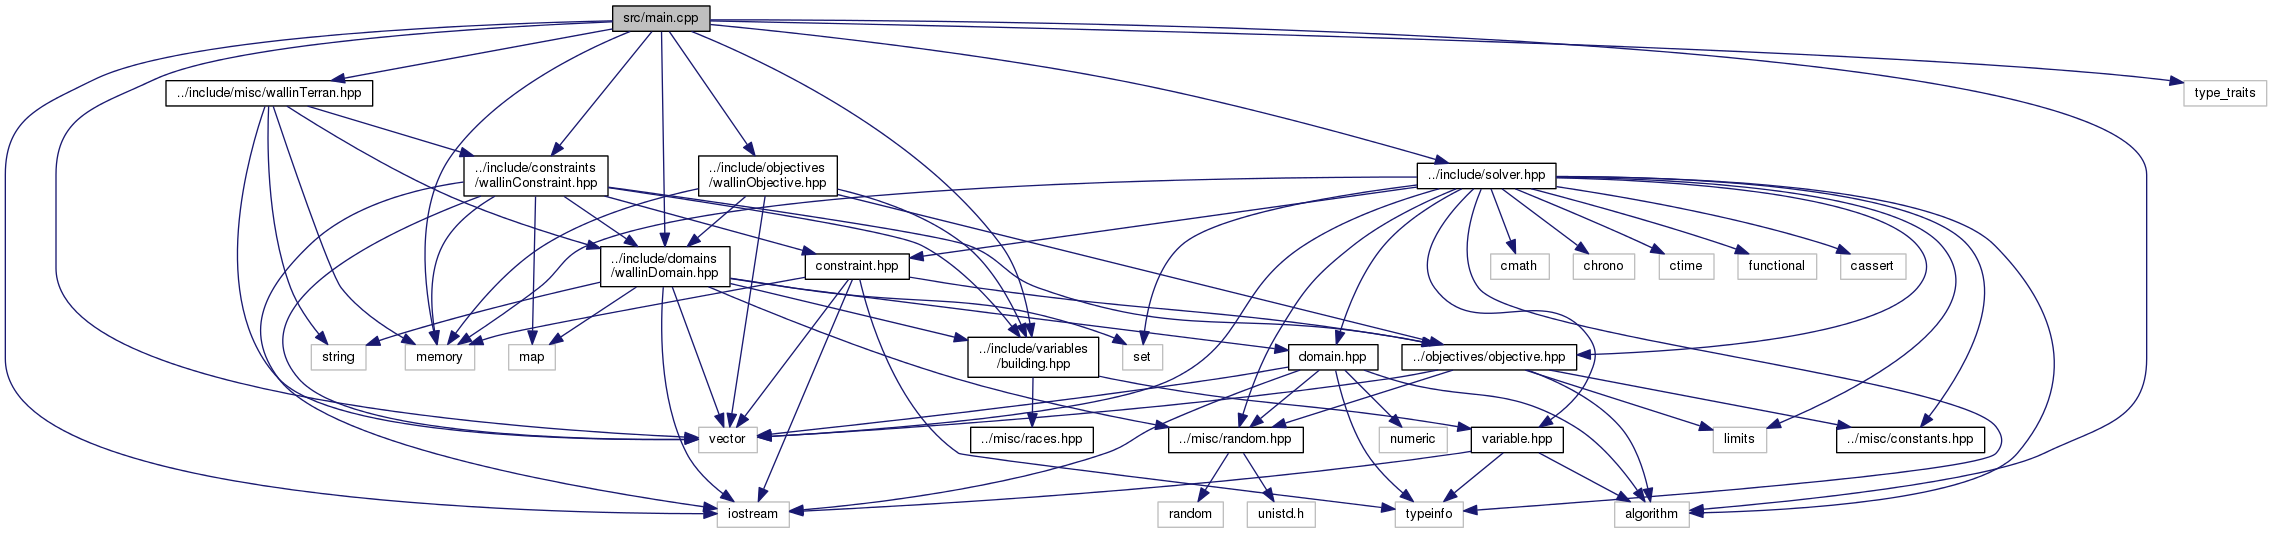 src/main.cpp
../include/misc/wallinTerran.hpp
type_traits
../include/constraints
/wallinConstraint.hpp
../include/objectives
/wallinObjective.hpp
../include/solver.hpp
../include/domains
/wallinDomain.hpp
constraint.hpp
cmath
chrono
ctime
functional
cassert
string
memory
map
../include/variables
/building.hpp
set
domain.hpp
../objectives/objective.hpp
vector
../misc/races.hpp
../misc/random.hpp
numeric
variable.hpp
limits
../misc/constants.hpp
iostream
random
unistd.h
typeinfo
algorithm